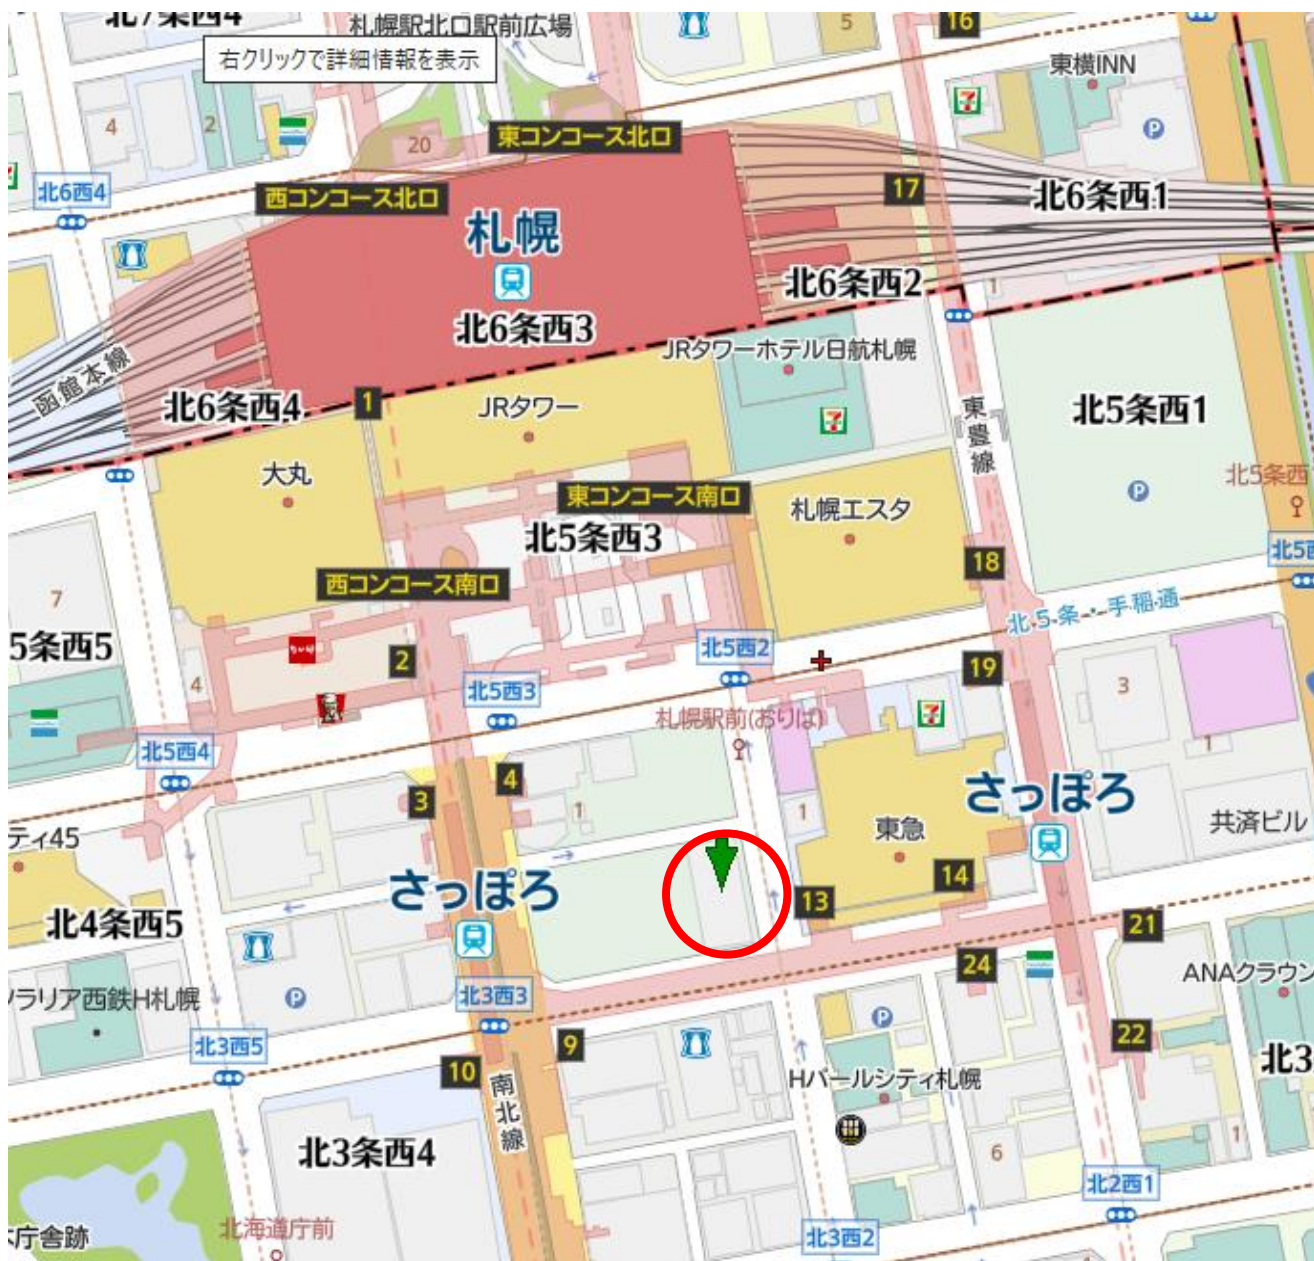 札幌駅北口駅前広場
5
16
右クリックで詳細情報を表示
東横INN
4
2
20
東コンコース北口
北6西4
西コンコース北口
17
北6条西1
札幌
北6条西2
1
北6条西3
JRタワーホテル日航札幌
函館本線
北6条西4
1
JRタワー
東豊線
北5条西1
大丸
東コンコース南口
札幌エスタ
北5条西
北5条西3
18
7
西コンコース南口
北5条・手稲通
5条西5
2
北5西2
19
4
北5西3
3
札幌駅前(おりば)
北5西4
1
3
4
1
1
さっぽろ
共済ビル
ティ45
東急
さっぽろ
14
13
北4条西5
21
24
ANAクラウン
ソラリア西鉄H札幌
北3西3
北3西5
9
22
10
南北線
Hパールシティ札幌
北3
北3条西4
6
1
北2西1
北海道庁前
北3西2
庁舎跡